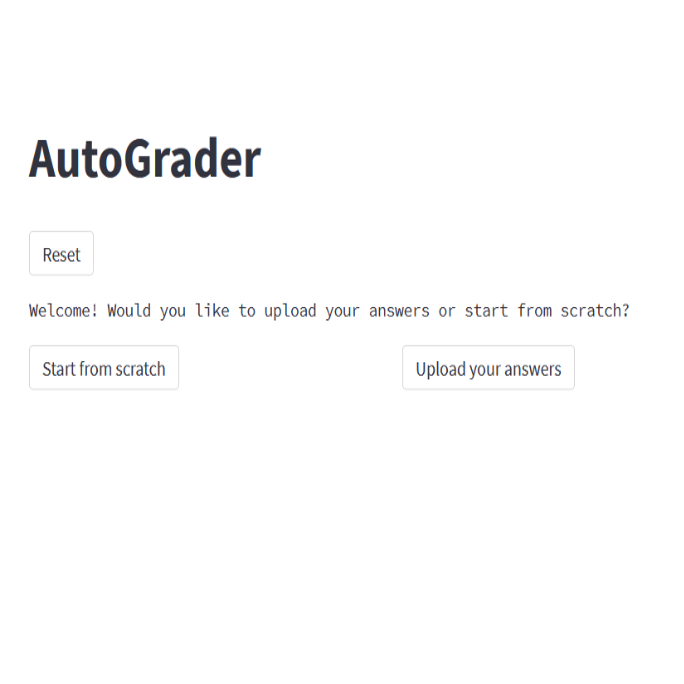 AutoGrader
Reset
Welcome! Would you like to upload your answers or start from scratch?
Start from scratch
Upload your answers